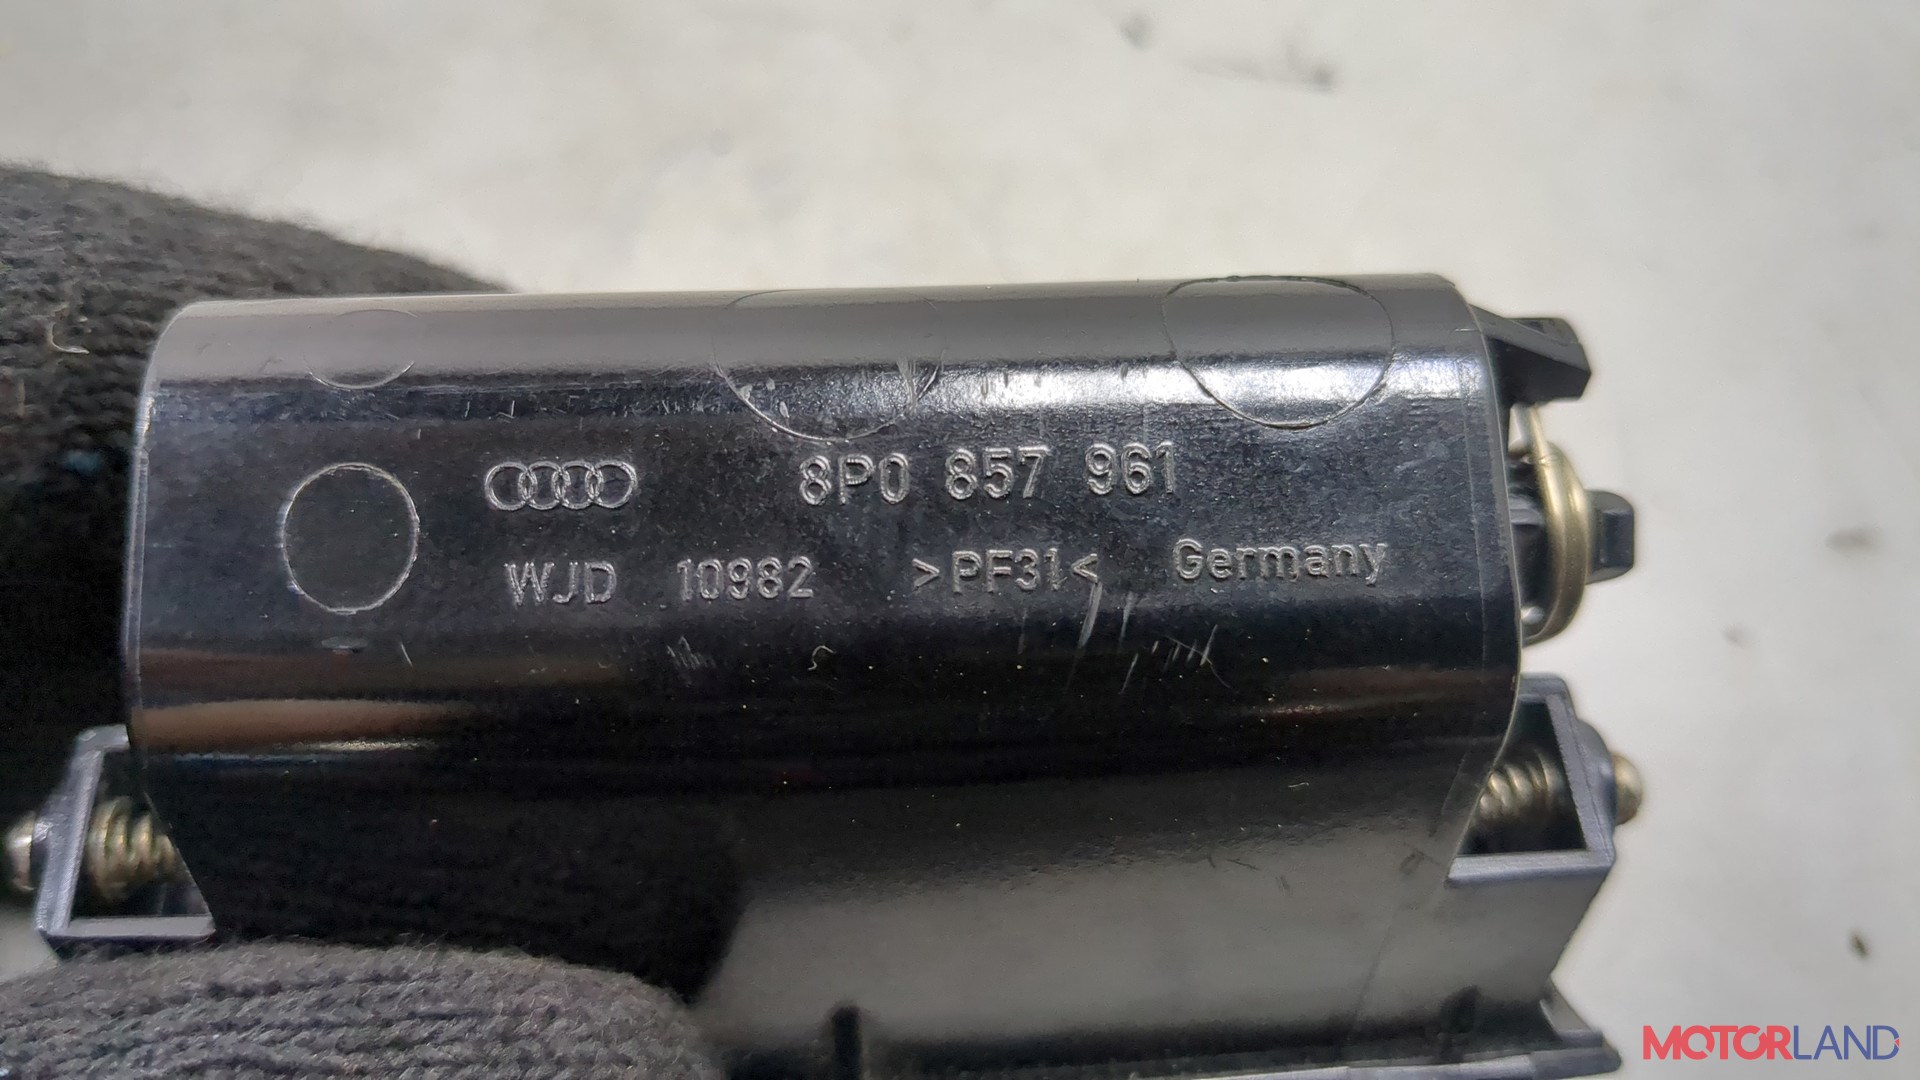 8P0 857 961
WJD 10982 >PF31< Germany
MOTORLAND